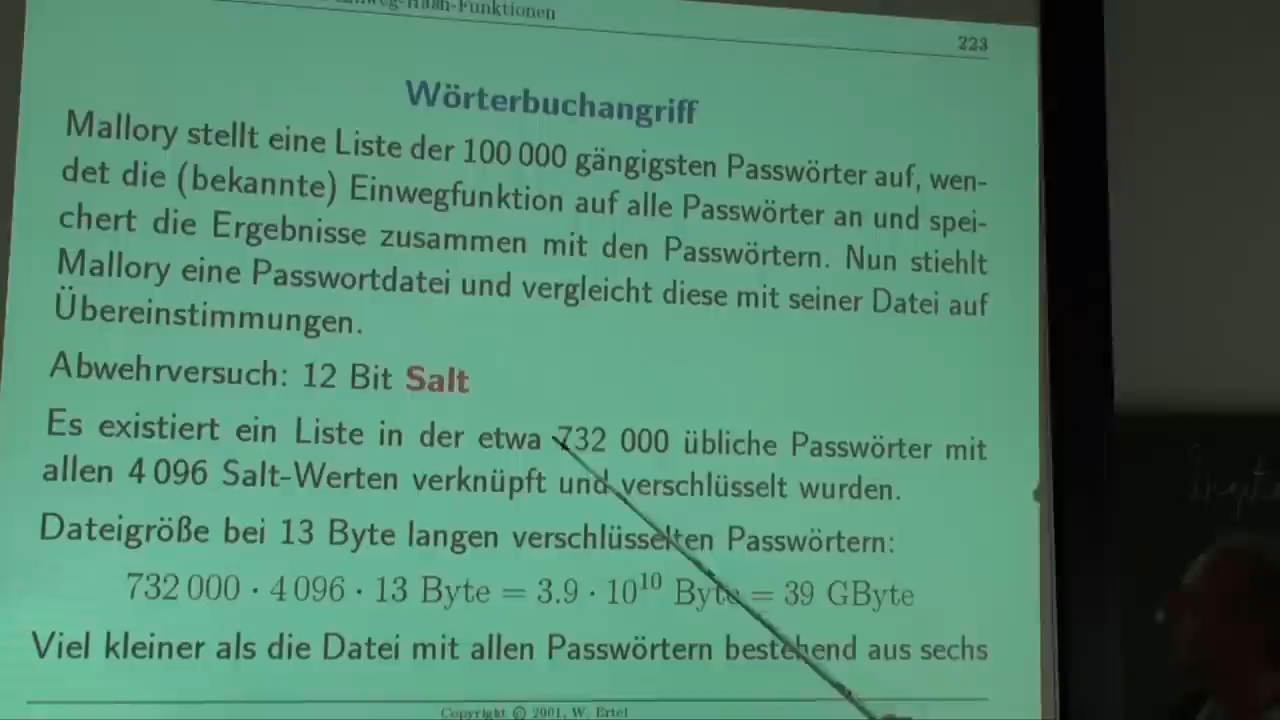 -Hash-Funktionen
223
Wörterbuchangriff
Mallory stellt eine Liste der 100 000 gängigsten Passwörter auf, wen-
det die (bekannte) Einwegfunktion auf alle Passwörter an und spei-
chert die Ergebnisse zusammen mit den Passwörtern. Nun stiehlt
Mallory eine Passwortdatei und vergleicht diese mit seiner Datei auf
Übereinstimmungen.
Abwehrversuch: 12 Bit Salt
Es existiert ein Liste in der etwa 732 000 übliche Passwörter mit
allen 4 096 Salt-Werten verknüpft und verschlüsselt wurden.
Dateigröße bei 13 Byte langen verschlüsselten Passwörtern:
732 000 · 4 096 · 13 Byte = 3.9 · 10¹⁰ Byte = 39 GByte
Viel kleiner als die Datei mit allen Passwörtern bestehend aus sechs
Copyright © 2001, W. Ertel